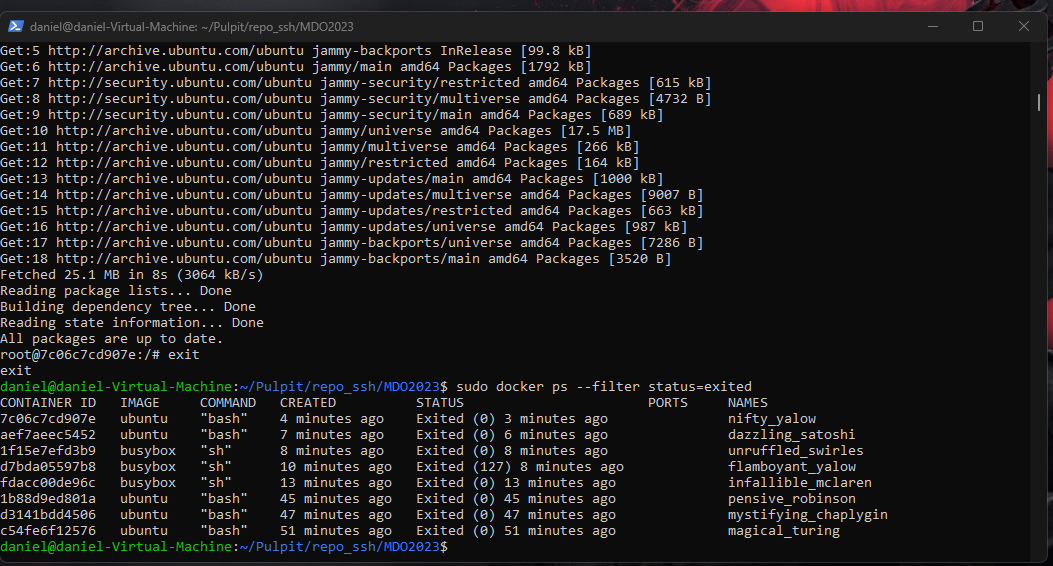 daniel@daniel-Virtual-Machine: ~/Pulpit/repo_ssh/MDO2023
Get:5 http://archive.ubuntu.com/ubuntu jammy-backports InRelease [99.8 kB]
Get:6 http://archive.ubuntu.com/ubuntu jammy/main amd64 Packages [1792 kB]
Get:7 http://security.ubuntu.com/ubuntu jammy-security/restricted amd64 Packages [615 kB]
Get:8 http://security.ubuntu.com/ubuntu jammy-security/multiverse amd64 Packages [4732 B]
Get:9 http://security.ubuntu.com/ubuntu jammy-security/main amd64 Packages [689 kB]
Get:10 http://archive.ubuntu.com/ubuntu jammy/universe amd64 Packages [17.5 MB]
Get:11 http://archive.ubuntu.com/ubuntu jammy/multiverse amd64 Packages [266 kB]
Get:12 http://archive.ubuntu.com/ubuntu jammy/restricted amd64 Packages [164 kB]
Get:13 http://archive.ubuntu.com/ubuntu jammy-updates/main amd64 Packages [1000 kB]
Get:14 http://archive.ubuntu.com/ubuntu jammy-updates/multiverse amd64 Packages [9007 B]
Get:15 http://archive.ubuntu.com/ubuntu jammy-updates/restricted amd64 Packages [663 kB]
Get:16 http://archive.ubuntu.com/ubuntu jammy-updates/universe amd64 Packages [987 kB]
Get:17 http://archive.ubuntu.com/ubuntu jammy-backports/universe amd64 Packages [7286 B]
Get:18 http://archive.ubuntu.com/ubuntu jammy-backports/main amd64 Packages [3520 B]
Fetched 25.1 MB in 8s (3064 kB/s)
Reading package lists... Done
Building dependency tree... Done
Reading state information... Done
All packages are up to date.
root@7c06c7cd907e:/# exit
exit
daniel@daniel-Virtual-Machine:~/Pulpit/repo_ssh/MDO2023$ sudo docker ps --filter status=exited
CONTAINER ID   IMAGE     COMMAND   CREATED          STATUS                       PORTS     NAMES
7c06c7cd907e   ubuntu    "bash"    4 minutes ago    Exited (0) 3 minutes ago               nifty_yalow
aef7aeec5452   ubuntu    "bash"    7 minutes ago    Exited (0) 6 minutes ago               dazzling_satoshi
1f15e7efd3b9   busybox   "sh"      8 minutes ago    Exited (0) 8 minutes ago               unruffled_swirles
d7bda05597b8   busybox   "sh"      10 minutes ago   Exited (127) 8 minutes ago             flamboyant_yalow
fdacc00de96c   busybox   "sh"      13 minutes ago   Exited (0) 13 minutes ago              infallible_mclaren
1b88d9ed801a   ubuntu    "bash"    45 minutes ago   Exited (0) 45 minutes ago              pensive_robinson
d3141bdd4506   ubuntu    "bash"    47 minutes ago   Exited (0) 47 minutes ago              mystifying_chaplygin
c54fe6f12576   ubuntu    "bash"    51 minutes ago   Exited (0) 51 minutes ago              magical_turing
daniel@daniel-Virtual-Machine:~/Pulpit/repo_ssh/MDO2023$